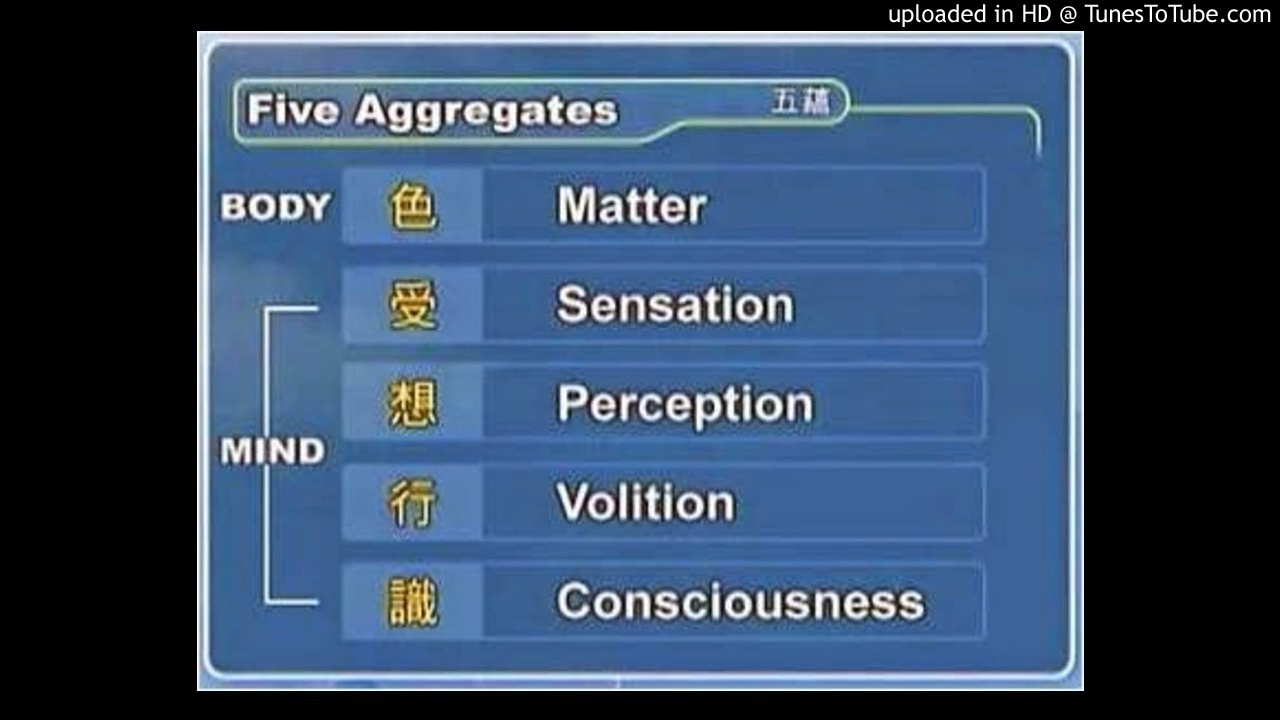 uploaded in HD @ TunesToTube.com
Five Aggregates 五蘊
BODY 色 Matter
受 Sensation
想 Perception
MIND
行 Volition
識 Consciousness